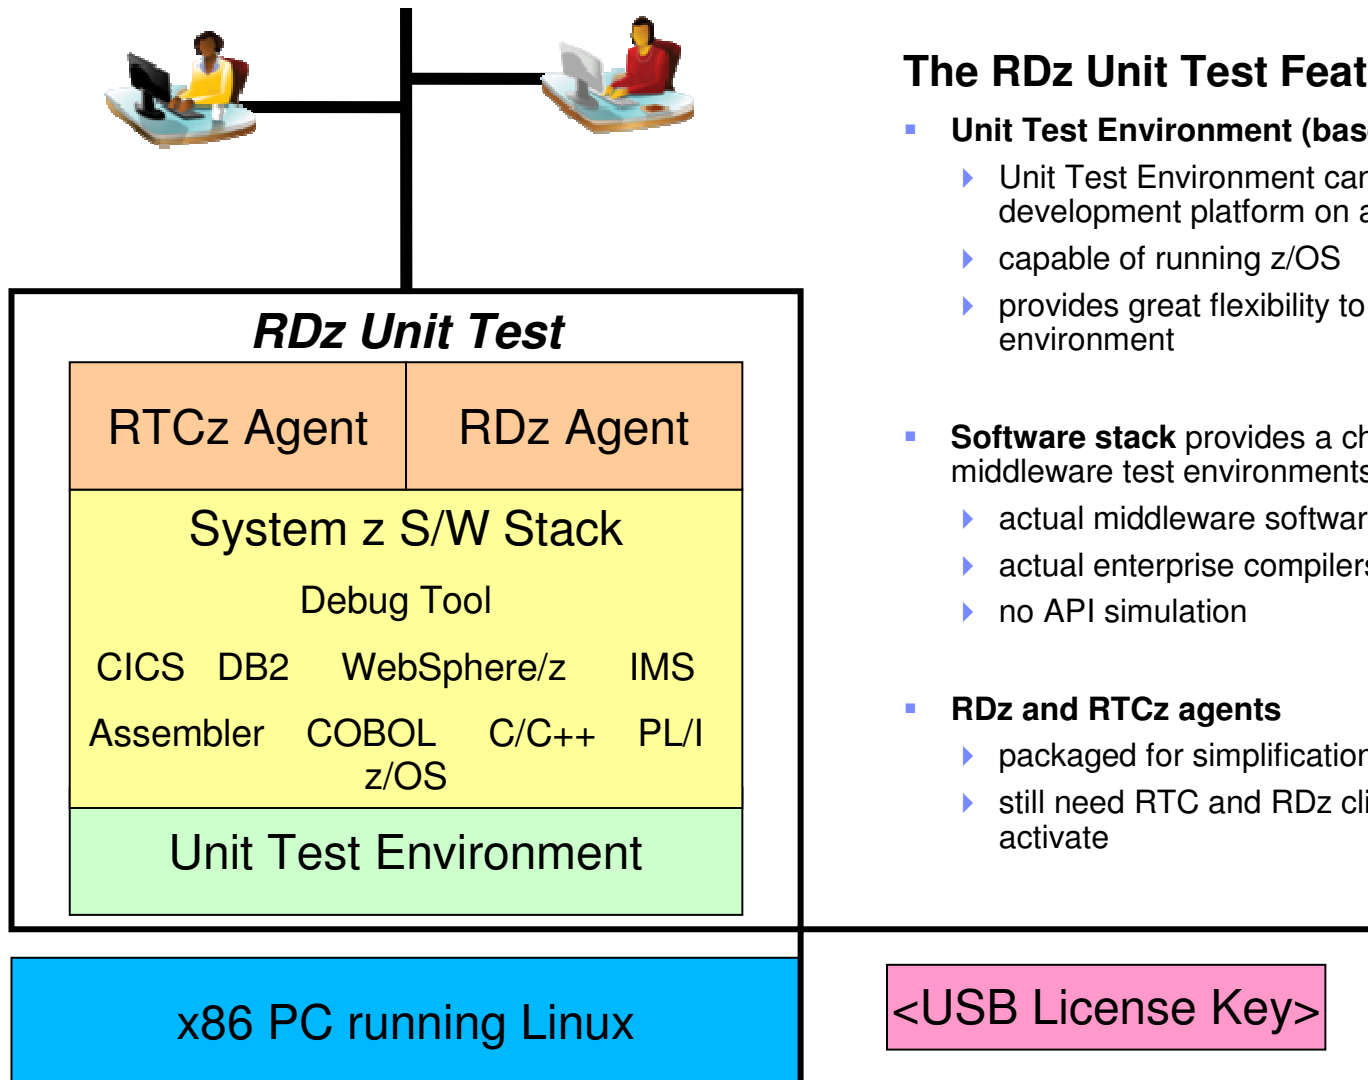 RDz Unit Test
RTCz Agent
RDz Agent
System z S/W Stack
Debug Tool
CICS DB2 WebSphere/z IMS
Assembler COBOL C/C++ PL/I
z/OS
Unit Test Environment
x86 PC running Linux
The RDz Unit Test Feat
Unit Test Environment (bas
Unit Test Environment can
development platform on a
capable of running z/OS
provides great flexibility to
environment
Software stack provides a ch
middleware test environments
actual middleware softwar
actual enterprise compilers
no API simulation
RDz and RTCz agents
packaged for simplification
still need RTC and RDz cli
activate
<USB License Key>